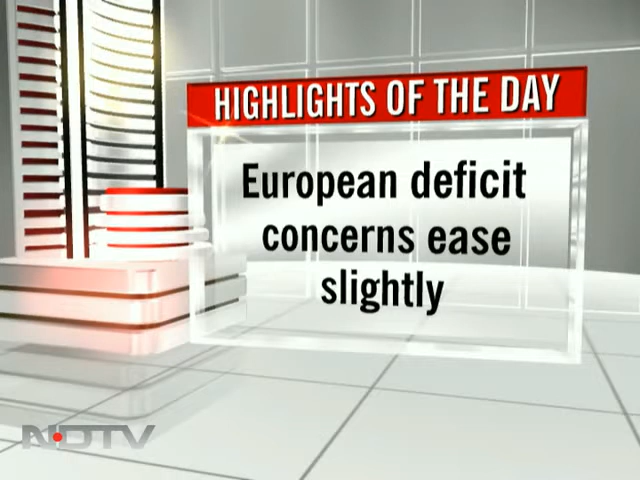 HIGHLIGHTS OF THE DAY
European deficit
concerns ease
slightly
NDTV